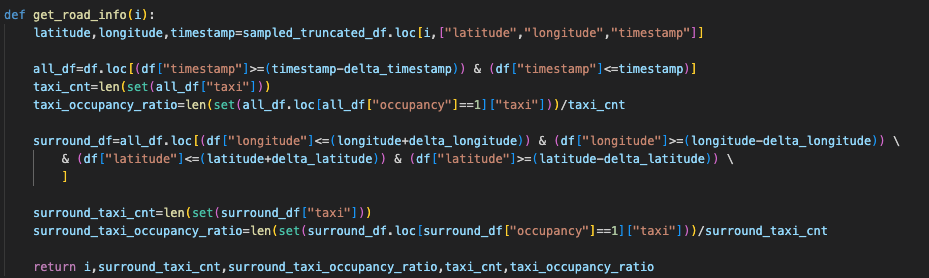 def get_road_info(i):
    latitude,longitude,timestamp=sampled_truncated_df.loc[i,["latitude","longitude","timestamp"]]

    all_df=df.loc[(df["timestamp"]>=(timestamp-delta_timestamp)) & (df["timestamp"]<=timestamp)]
    taxi_cnt=len(set(all_df["taxi"]))
    taxi_occupancy_ratio=len(set(all_df.loc[all_df["occupancy"]==1]["taxi"]))/taxi_cnt

    surround_df=all_df.loc[(df["longitude"]<=(longitude+delta_longitude)) & (df["longitude"]>=(longitude-delta_longitude)) \
        & (df["latitude"]<=(latitude+delta_latitude)) & (df["latitude"]>=(latitude-delta_latitude)) \
        ]

    surround_taxi_cnt=len(set(surround_df["taxi"]))
    surround_taxi_occupancy_ratio=len(set(surround_df.loc[surround_df["occupancy"]==1]["taxi"]))/surround_taxi_cnt

    return i,surround_taxi_cnt,surround_taxi_occupancy_ratio,taxi_cnt,taxi_occupancy_ratio